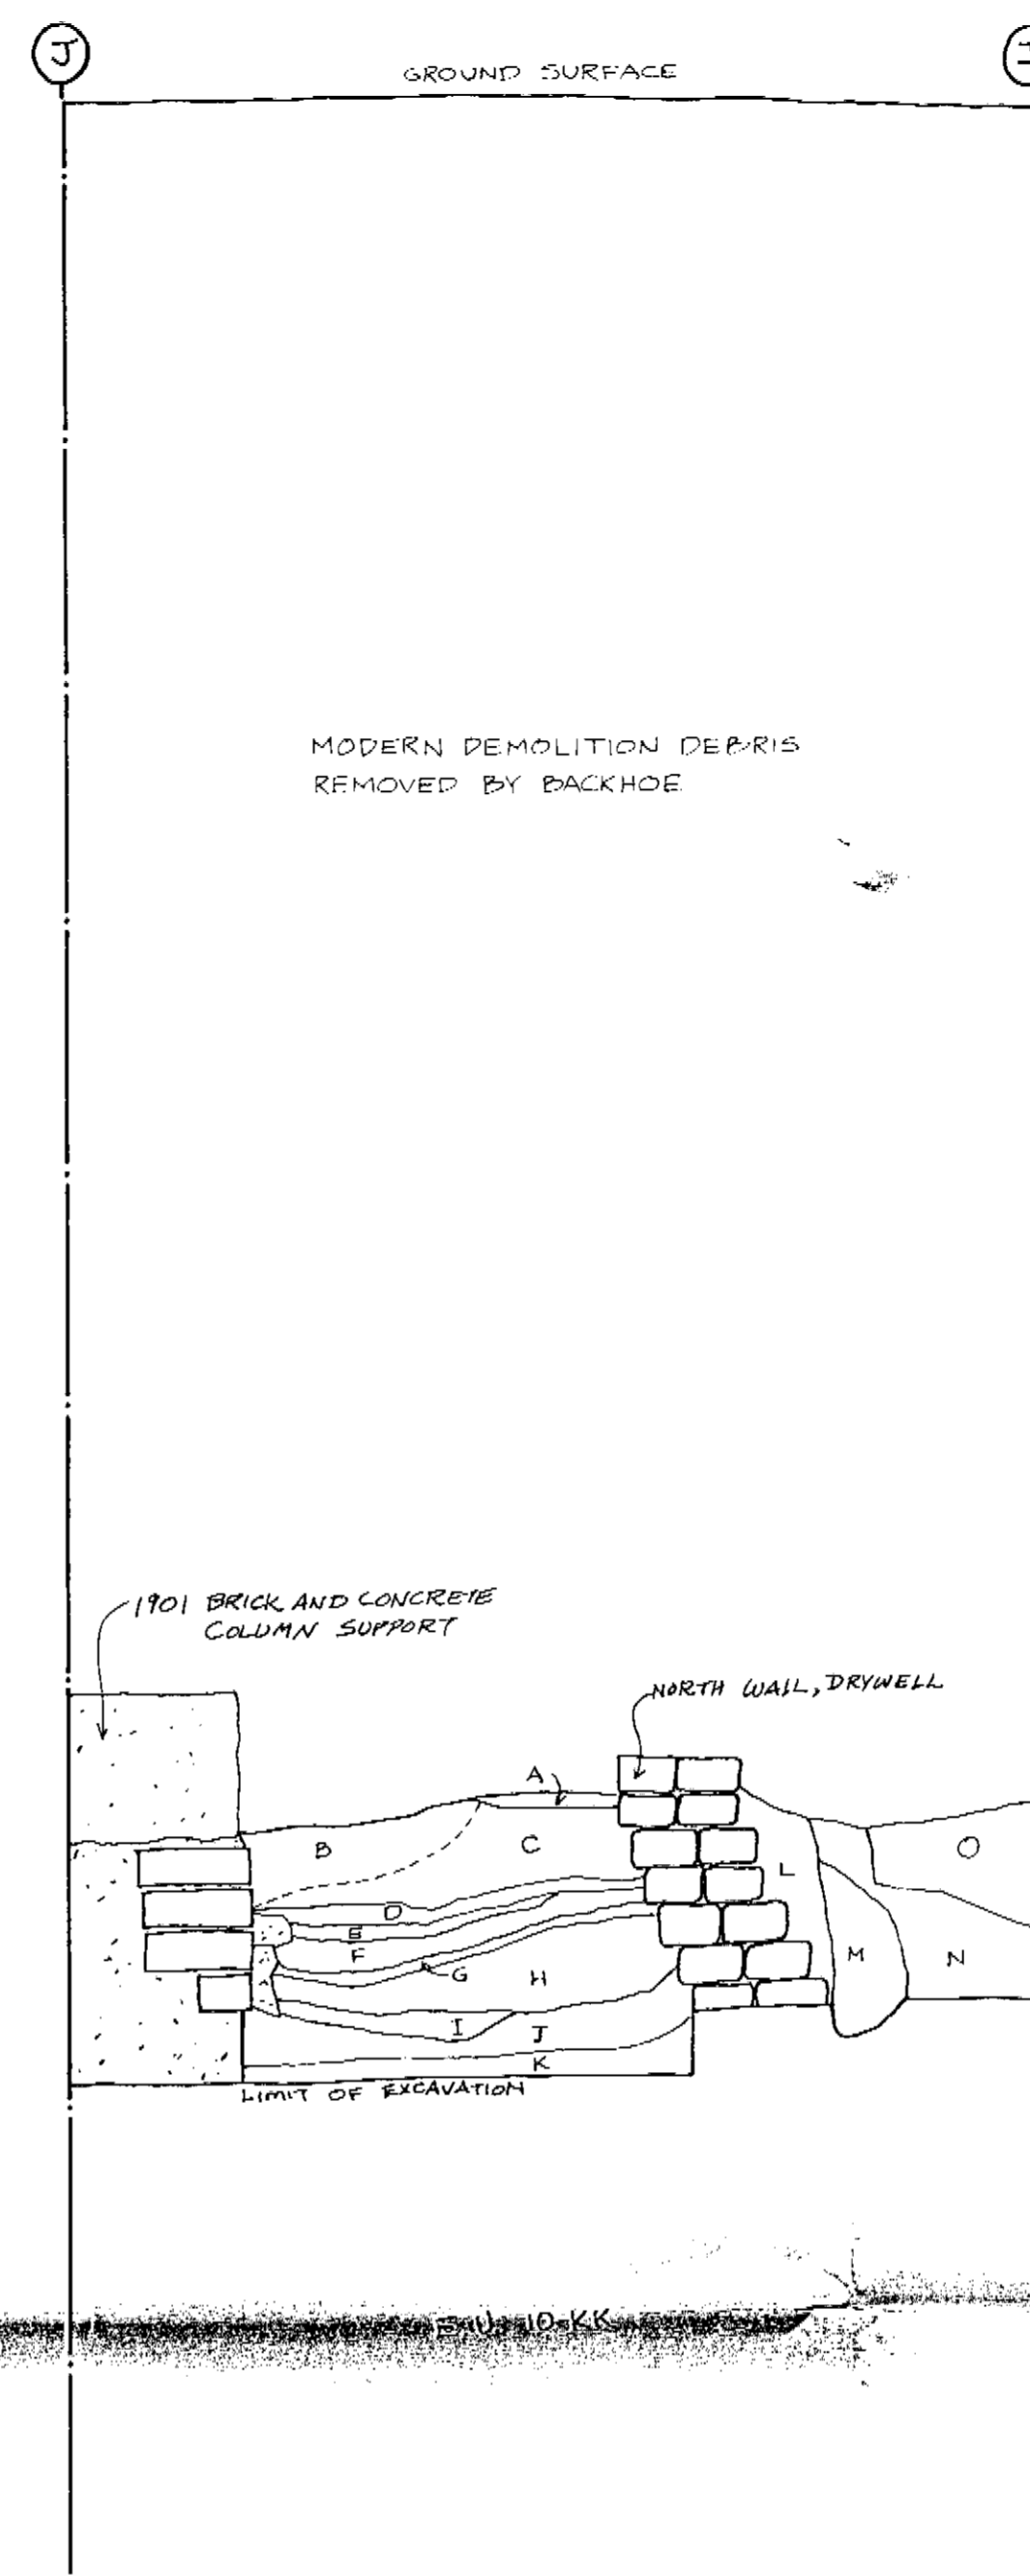 J
GROUND SURFACE
MODERN DEMOLITION DEBRIS
REMOVED BY BACKHOE
1901 BRICK AND CONCRETE
COLUMN SUPPORT
NORTH WALL, DRYWELL
A
B
C
D
E
F
G
H
I
J
K
L
M
N
O
LIMIT OF EXCAVATION